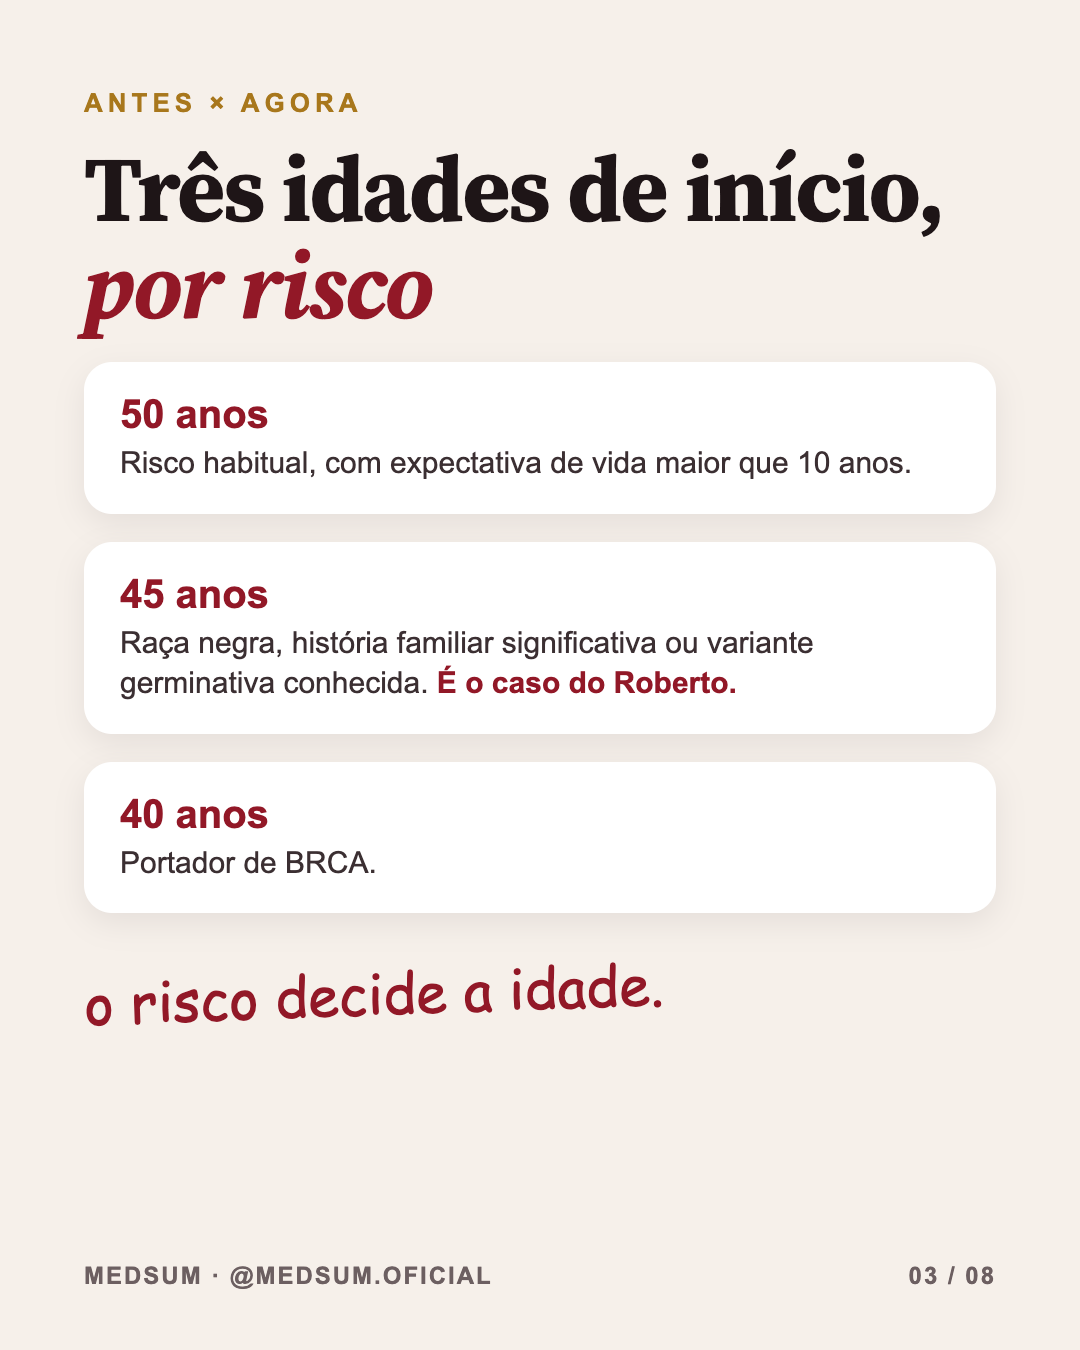 ANTES × AGORA
Três idades de início,
por risco
50 anos
Risco habitual, com expectativa de vida maior que 10 anos.
45 anos
Raça negra, história familiar significativa ou variante
germinativa conhecida. É o caso do Roberto.
40 anos
Portador de BRCA.
o risco decide a idade.
MEDSUM · @MEDSUM.OFICIAL
03 / 08